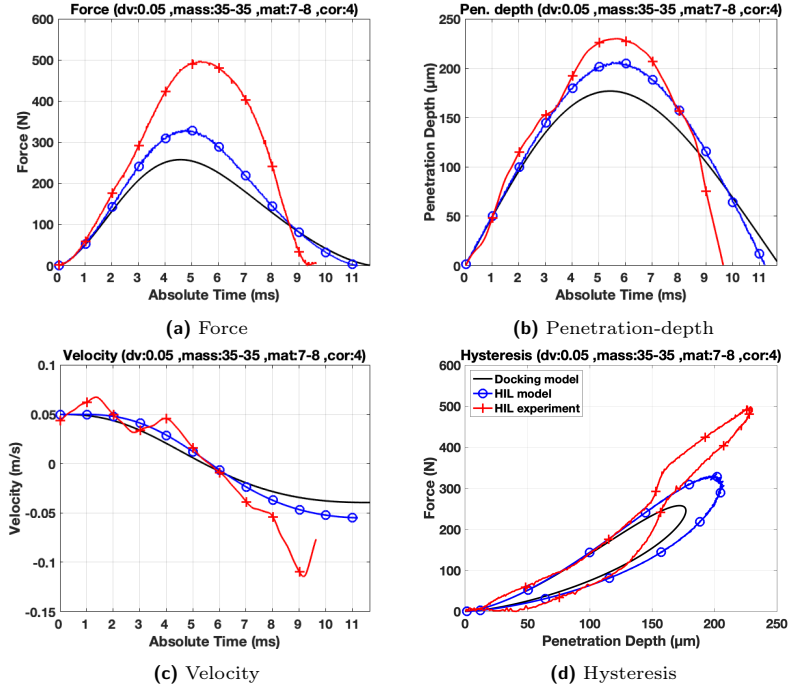 Force (dv:0.05 ,mass:35-35 ,mat:7-8 ,cor:4)
600
500
400
300
200
100
0
Force (N)
0 1 2 3 4 5 6 7 8 9 10 11
Absolute Time (ms)
(a) Force
Pen. depth (dv:0.05 ,mass:35-35 ,mat:7-8 ,cor:4)
250
200
150
100
50
0
Penetration Depth (µm)
0 1 2 3 4 5 6 7 8 9 10 11
Absolute Time (ms)
(b) Penetration-depth
Velocity (dv:0.05 ,mass:35-35 ,mat:7-8 ,cor:4)
0.1
0.05
0
-0.05
-0.1
-0.15
Velocity (m/s)
0 1 2 3 4 5 6 7 8 9 10 11
Absolute Time (ms)
(c) Velocity
Hysteresis (dv:0.05 ,mass:35-35 ,mat:7-8 ,cor:4)
Docking model
HIL model
HIL experiment
600
500
400
300
200
100
0
Force (N)
0 50 100 150 200 250
Penetration Depth (µm)
(d) Hysteresis